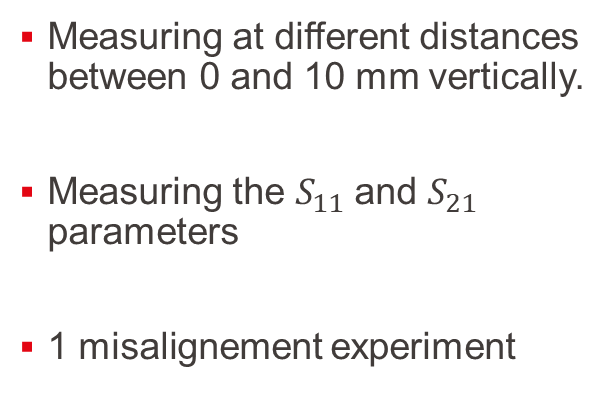 ▪ Measuring at different distances
between 0 and 10 mm vertically.
▪ Measuring the S₁₁ and S₂₁
parameters
▪ 1 misalignement experiment